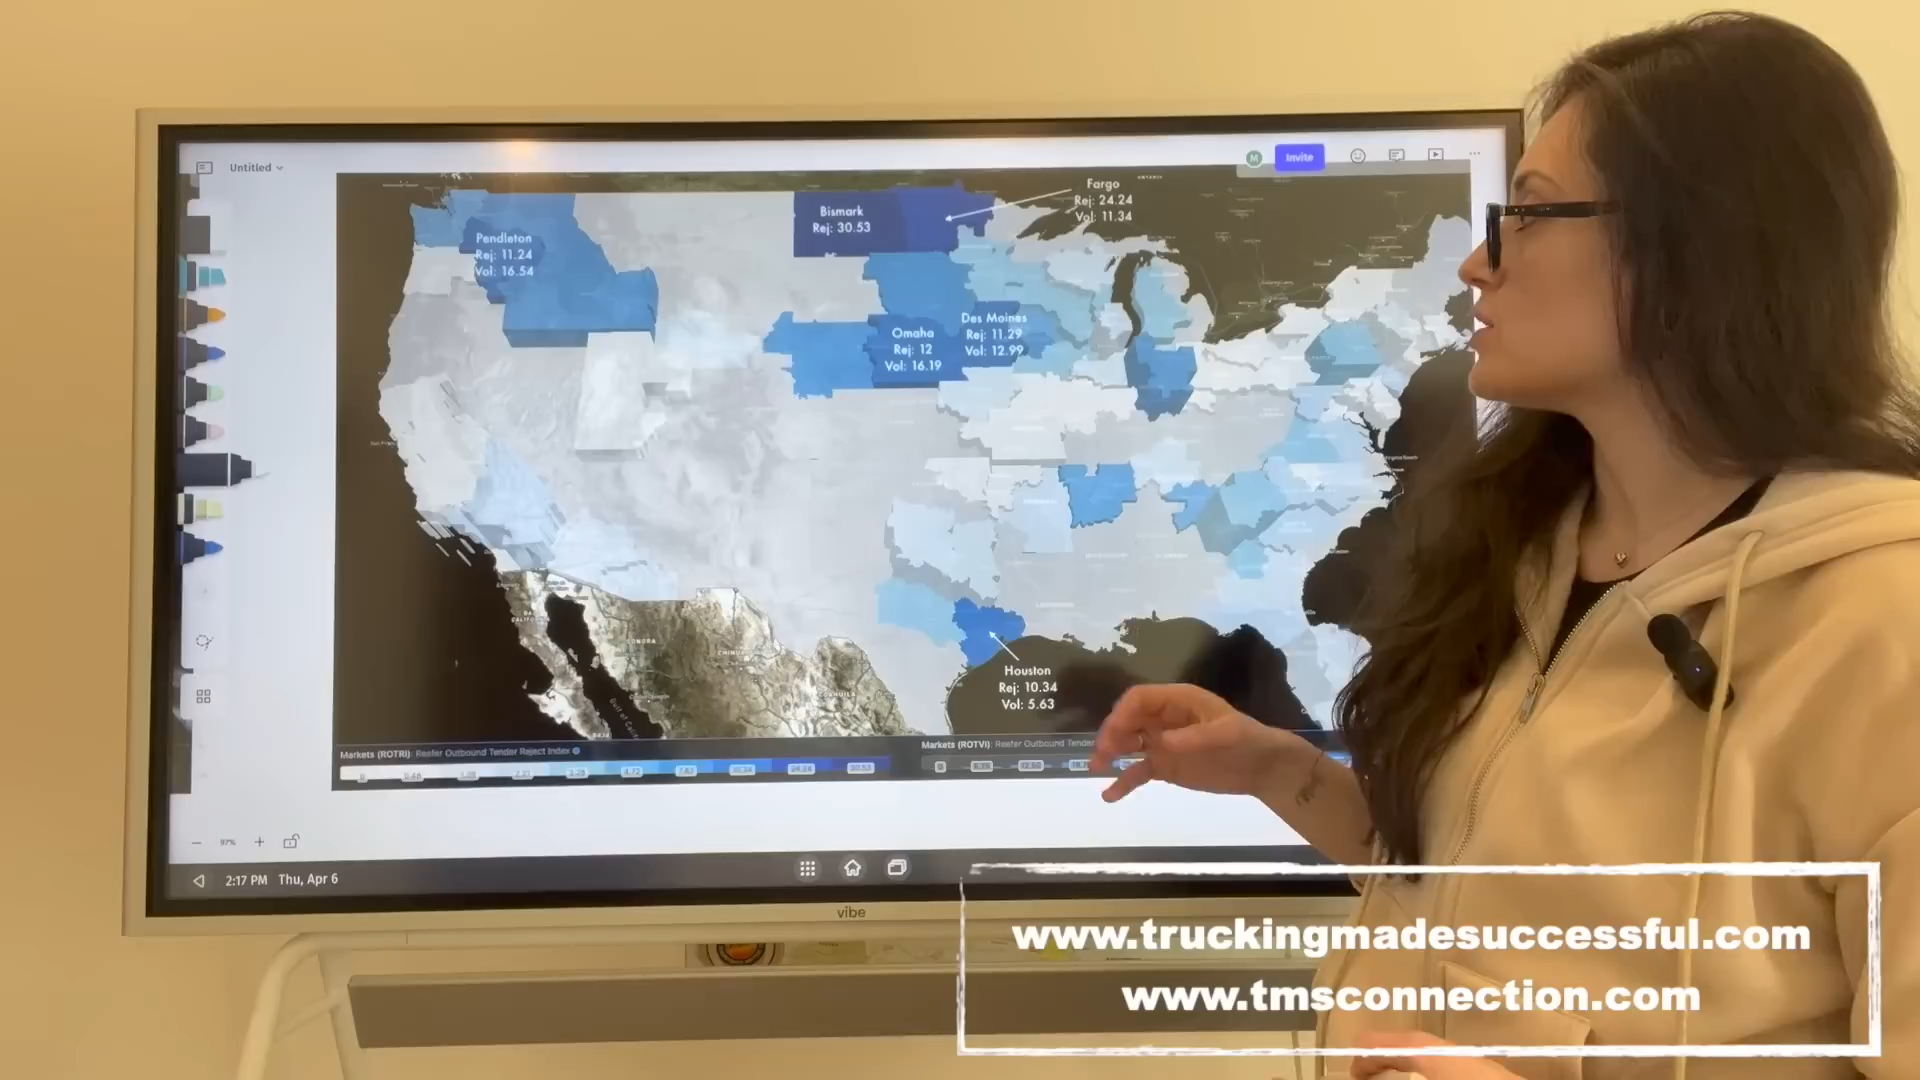 Untitled
M
Invite
Fargo
Rej: 24.24
Vol: 11.34
Bismark
Rej: 30.53
Pendleton
Rej: 11.24
Vol: 16.54
Omaha
Rej: 12
Vol: 16.19
Des Moines
Rej: 11.29
Vol: 12.99
Houston
Rej: 10.34
Vol: 5.63
SONORA
COAHUILA
Markets (ROTRI): Reefer Outbound Tender Reject Index
Markets (ROTVI): Reefer Outbound Tender
97%
2:17 PM Thu, Apr 6
vibe
www.truckingmadesuccessful.com
www.tmsconnection.com